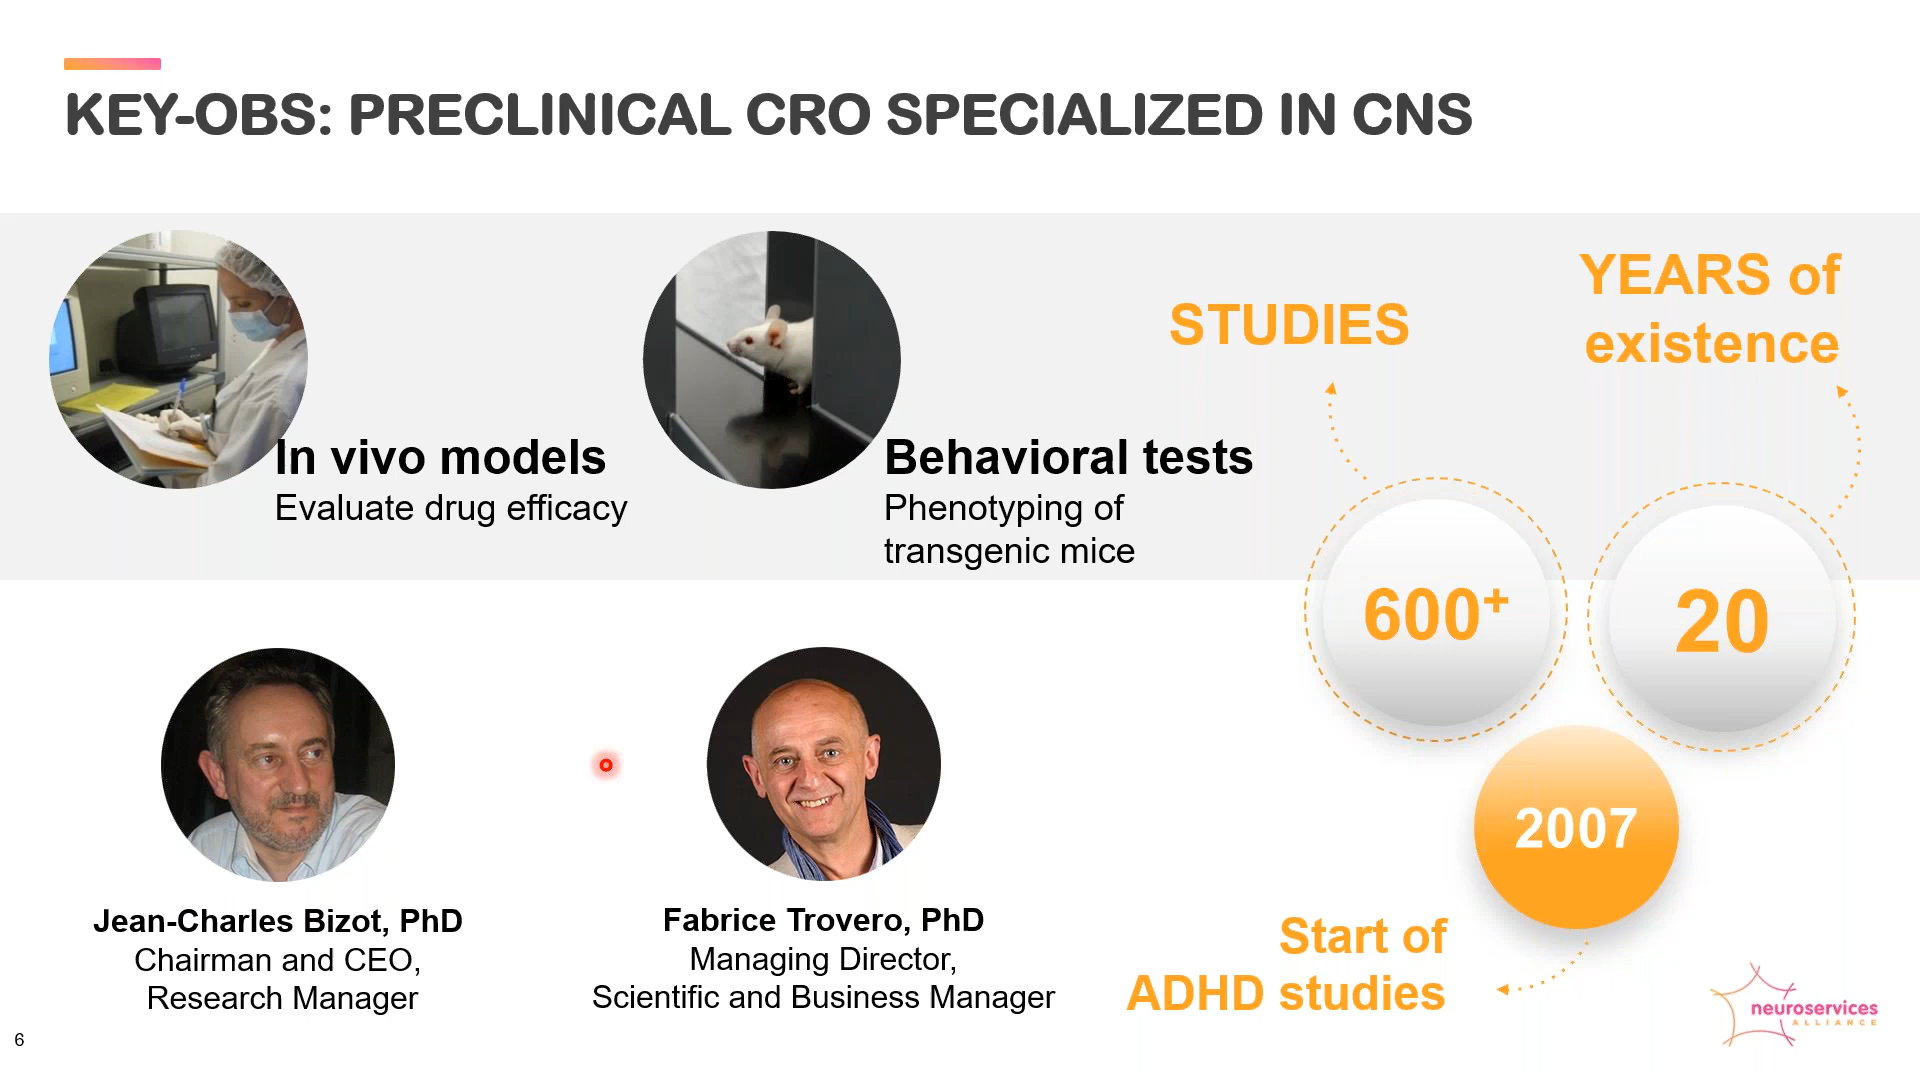 KEY-OBS: PRECLINICAL CRO SPECIALIZED IN CNS
In vivo models
Evaluate drug efficacy
Behavioral tests
Phenotyping of
transgenic mice
STUDIES
YEARS of
existence
600+
20
2007
Start of
ADHD studies
Jean-Charles Bizot, PhD
Chairman and CEO,
Research Manager
Fabrice Trovero, PhD
Managing Director,
Scientific and Business Manager
neuroservices
ALLIANCE
6